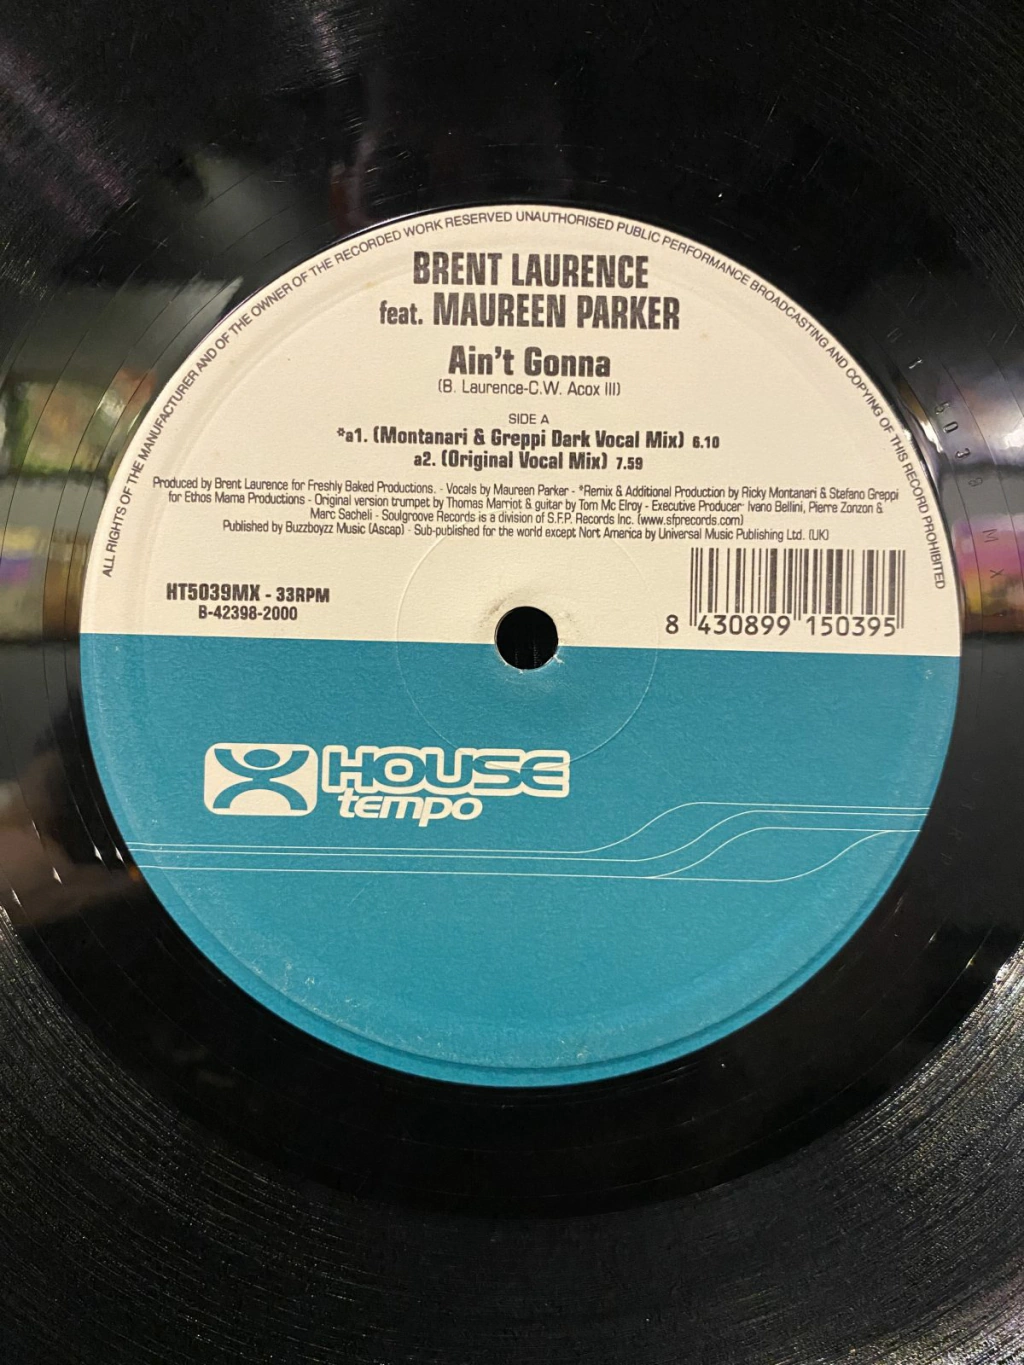 ALL RIGHTS OF THE MANUFACTURER AND OF THE OWNER OF THE RECORDED WORK RESERVED UNAUTHORISED PUBLIC PERFORMANCE BROADCASTING AND COPYING OF THIS RECORD PROHIBITED
BRENT LAURENCE
feat. MAUREEN PARKER
Ain't Gonna
(B. Laurence-C.W. Acox III)
SIDE A
*a1. (Montanari & Greppi Dark Vocal Mix) 6.10
a2. (Original Vocal Mix) 7.59
Produced by Brent Laurence for Freshly Baked Productions. - Vocals by Maureen Parker - *Remix & Additional Production by Ricky Montanari & Stefano Greppi
for Ethos Mama Productions - Original version trumpet by Thomas Marriot & guitar by Tom Mc Elroy - Executive Producer: Ivano Bellini, Pierre Zonzon &
Marc Sacheli - Soulgroove Records is a division of S.F.P. Records Inc. (www.sfprecords.com)
Published by Buzzboyzz Music (Ascap) - Sub-published for the world except Nort America by Universal Music Publishing Ltd. (UK)
HT5039MX - 33RPM
B-42398-2000
8 430899 150395
HOUSE
tempo